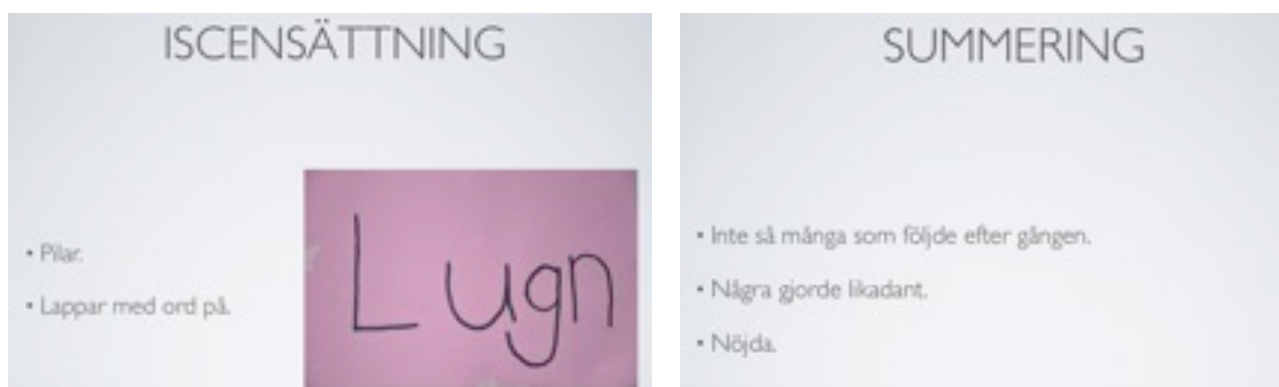 ISCENSÄTTNING
• Pilar.
• Lappar med ord på.
Lugn
SUMMERING
• Inte så många som följde efter gången.
• Några gjorde likadant.
• Nöjda.